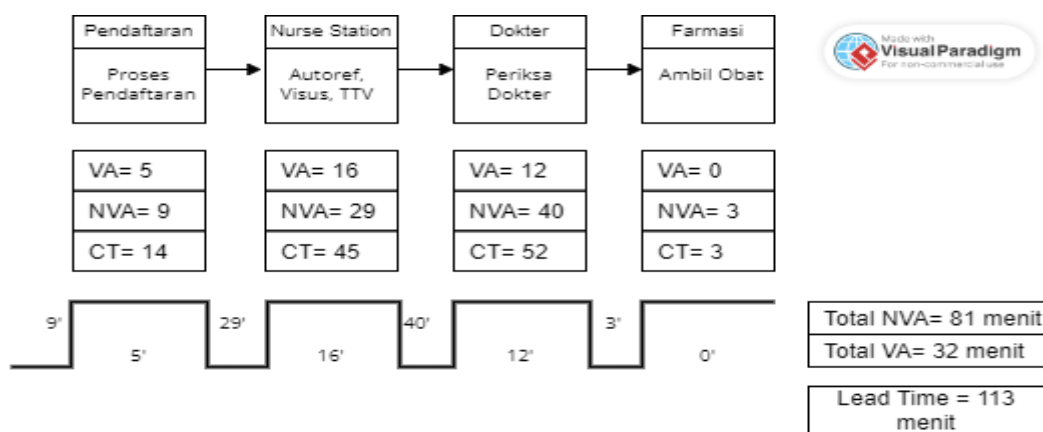 Pendaftaran
Proses
Pendaftaran
Nurse Station
Autoref,
Visus, TTV
Dokter
Periksa
Dokter
Farmasi
Ambil Obat
Made with
Visual Paradigm
For non-commercial use
VA= 5
NVA= 9
CT= 14
VA= 16
NVA= 29
CT= 45
VA= 12
NVA= 40
CT= 52
VA= 0
NVA= 3
CT= 3
9'
5'
29'
16'
40'
12'
3'
0'
Total NVA= 81 menit
Total VA= 32 menit
Lead Time = 113
menit